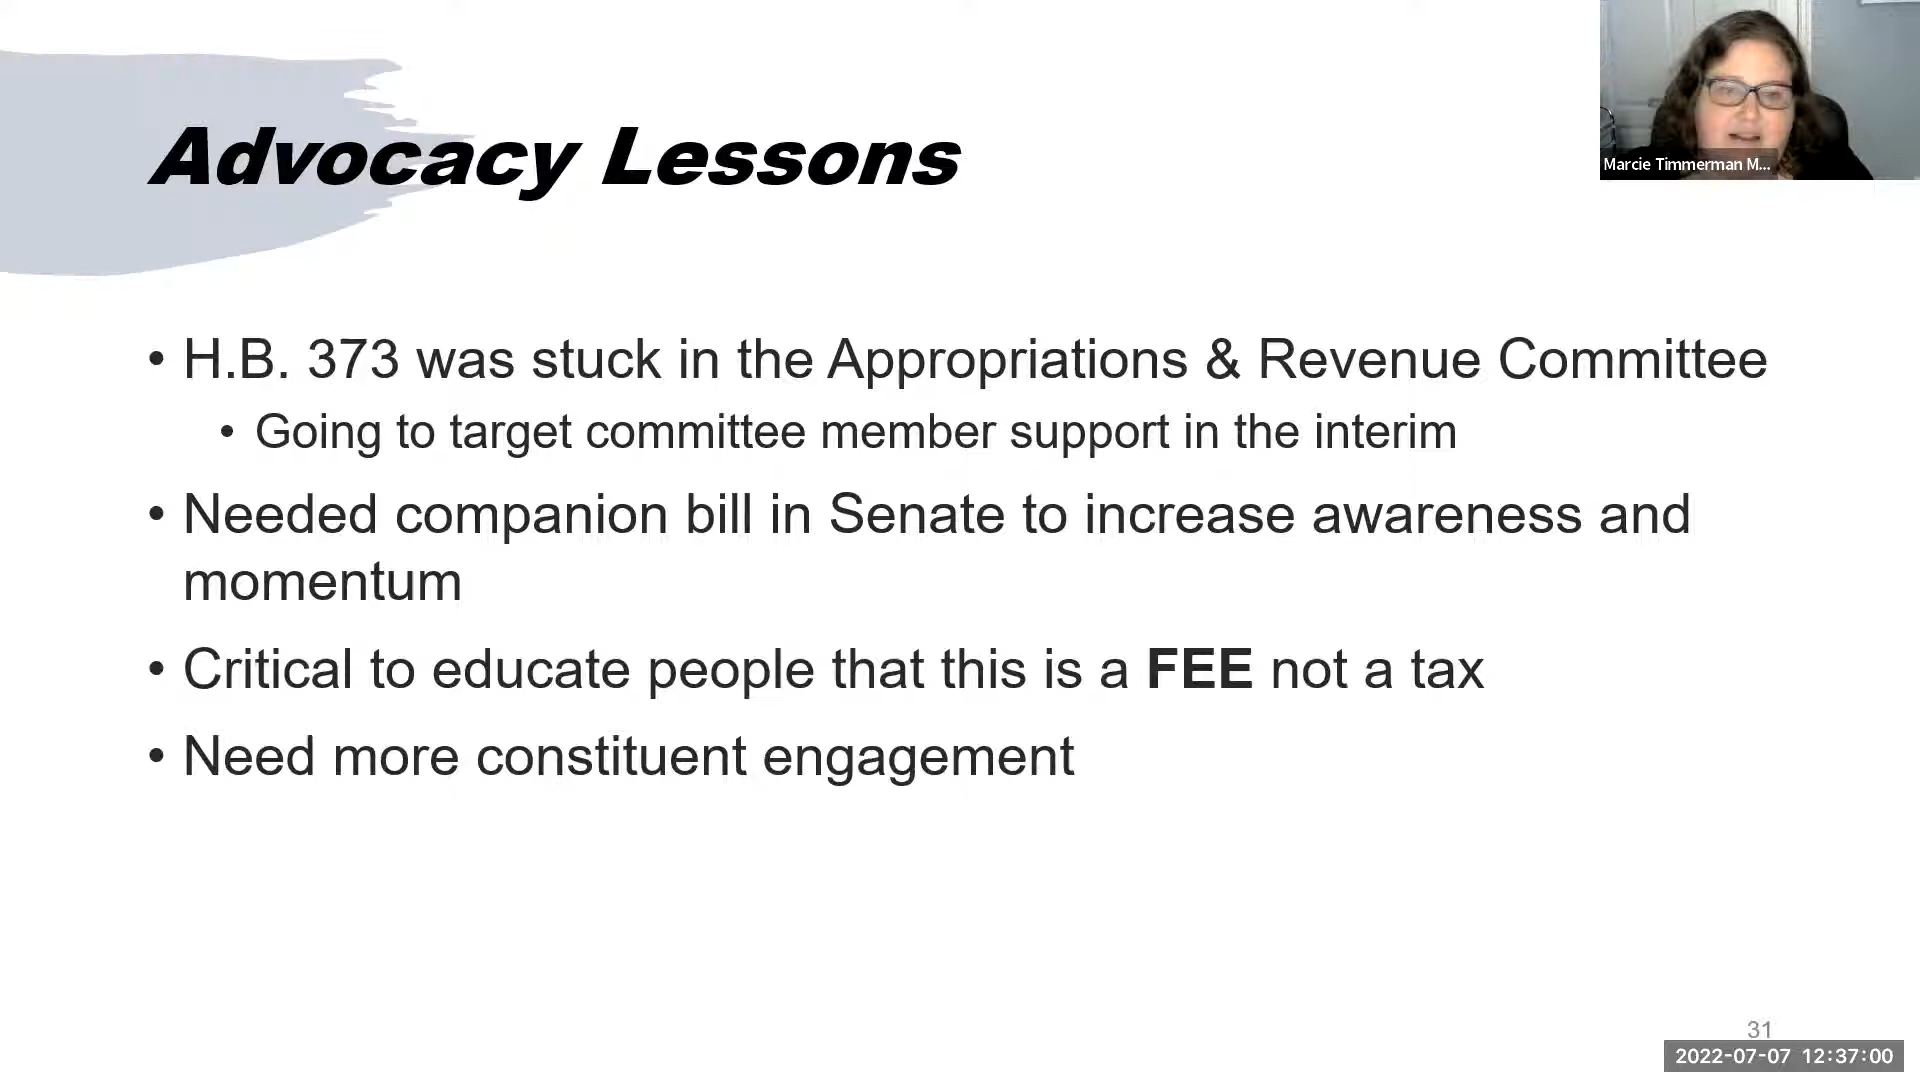 Marcie Timmerman M...
Advocacy Lessons
• H.B. 373 was stuck in the Appropriations & Revenue Committee
• Going to target committee member support in the interim
• Needed companion bill in Senate to increase awareness and
momentum
• Critical to educate people that this is a FEE not a tax
• Need more constituent engagement
31
2022-07-07 12:37:00